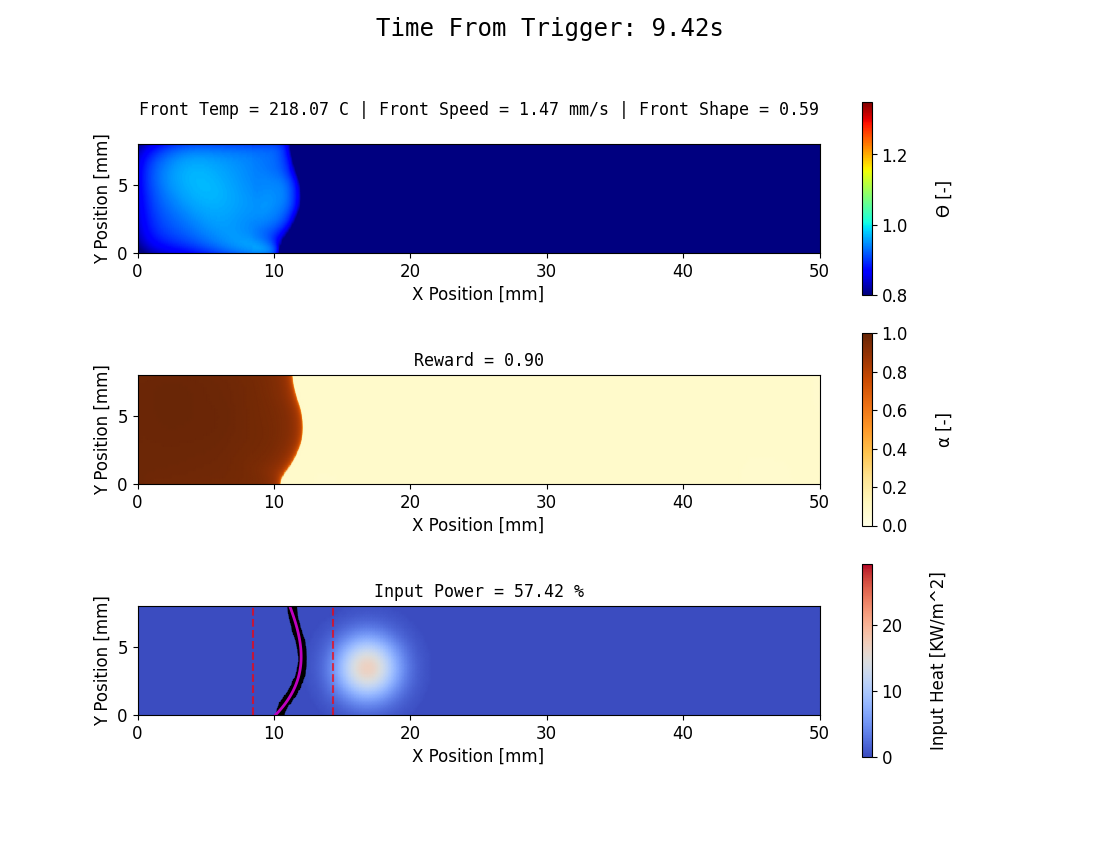 Time From Trigger: 9.42s
Front Temp = 218.07 C | Front Speed = 1.47 mm/s | Front Shape = 0.59
Y Position [mm]
5
0
0 10 20 30 40 50
X Position [mm]
1.2
1.0
0.8
Θ [-]
Reward = 0.90
Y Position [mm]
5
0
0 10 20 30 40 50
X Position [mm]
1.0
0.8
0.6
0.4
0.2
0.0
α [-]
Input Power = 57.42 %
Y Position [mm]
5
0
0 10 20 30 40 50
X Position [mm]
20
10
0
Input Heat [KW/m^2]